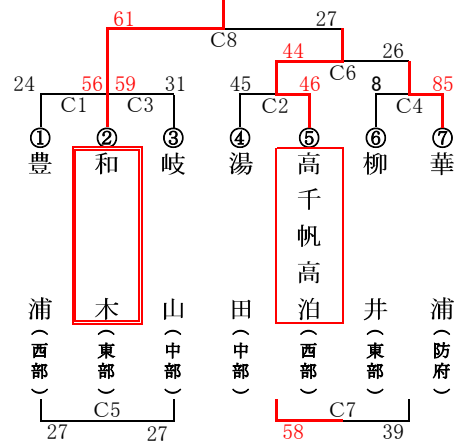 61 27
C8
44 26
C6
24 56 59 31 45 46 8 85
C1 C3 C2 C4
① ② ③ ④ ⑤ ⑥ ⑦
豊浦(西部)
和木(東部)
岐山(中部)
湯田(中部)
高千帆高泊(西部)
柳井(東部)
華浦(防府)
C5 C7
27 27 58 39